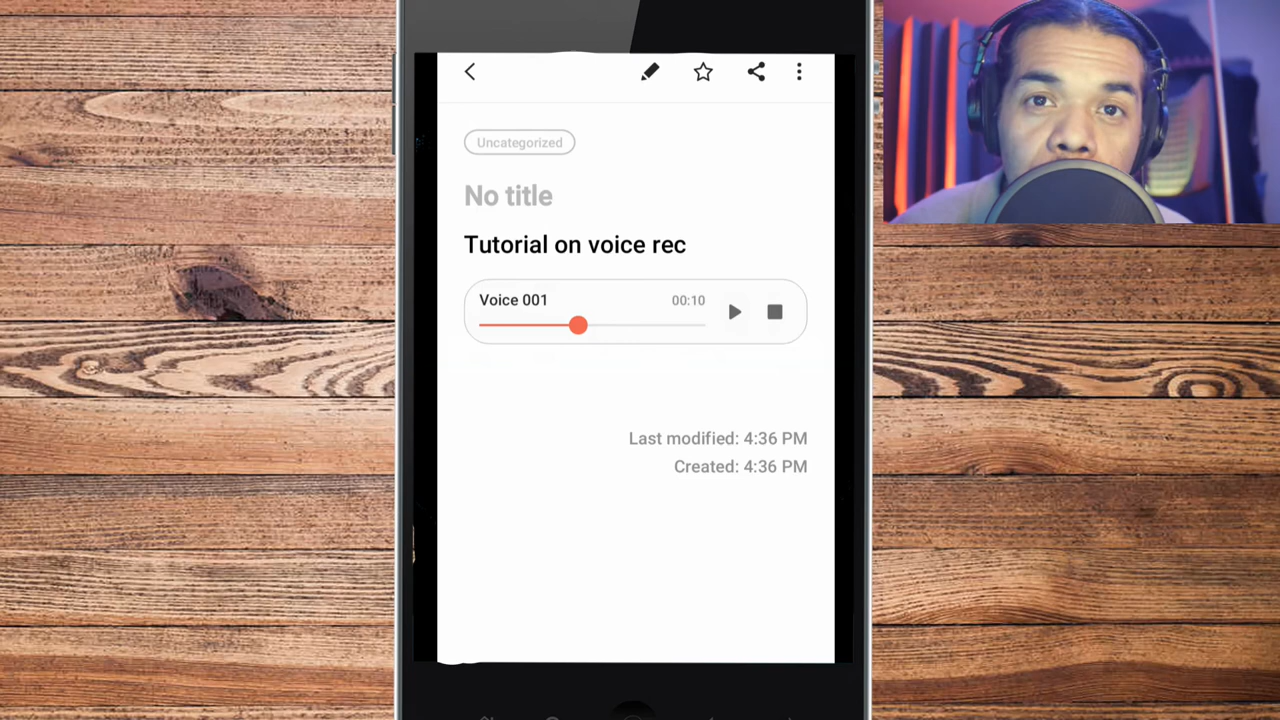 Uncategorized
No title
Tutorial on voice rec
Voice 001 00:10
Last modified: 4:36 PM
Created: 4:36 PM